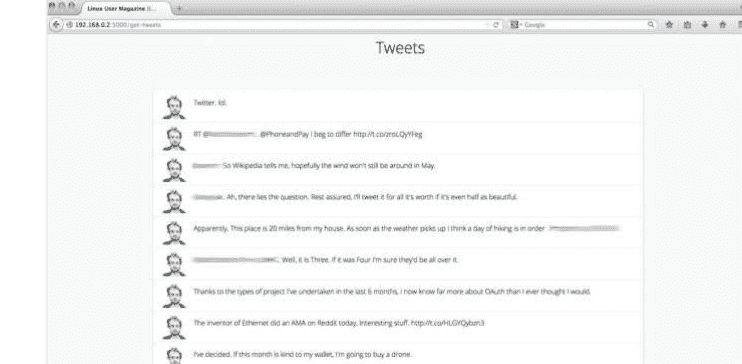 Linux User Magazine
192.168.0.2:5000/get-tweets
Google
Tweets
Twitter. lol.
RT @ . @PhoneandPay I beg to differ http://t.co/zroLQyYFeg
So Wikipedia tells me, hopefully the wind won't still be around in May.
Ah, there lies the question. Rest assured, I'll tweet it for all it's worth if it's even half as beautiful.
Apparently. This place is 20 miles from my house. As soon as the weather picks up I think a day of hiking is in order
Well, it is Three. If it was Four I'm sure they'd be all over it.
Thanks to the types of project I've undertaken in the last 6 months, I now know far more about OAuth than I ever thought I would.
The inventor of Ethernet did an AMA on Reddit today. Interesting stuff. http://t.co/HLGYQybzn3
I've decided. If this month is kind to my wallet, I'm going to buy a drone.